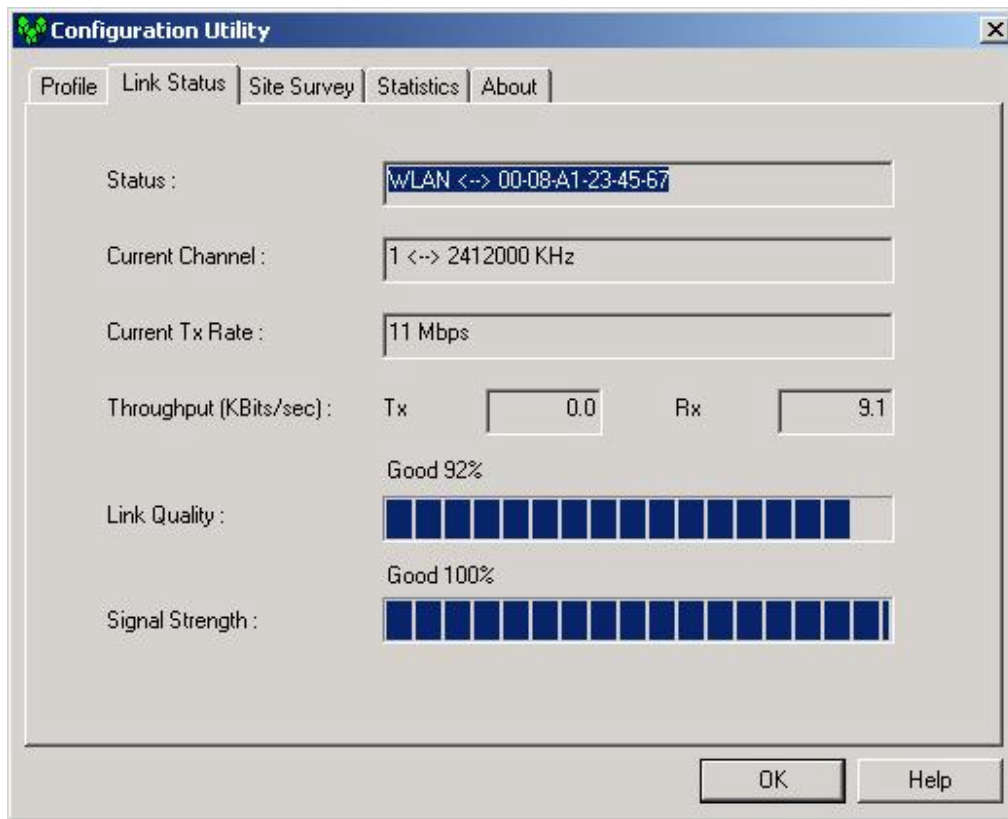 Configuration Utility
Profile Link Status Site Survey Statistics About
Status : WLAN <--> 00-08-A1-23-45-67
Current Channel : 1 <--> 2412000 KHz
Current Tx Rate : 11 Mbps
Throughput (KBits/sec) : Tx 0.0 Rx 9.1
Good 92%
Link Quality :
Good 100%
Signal Strength :
OK Help